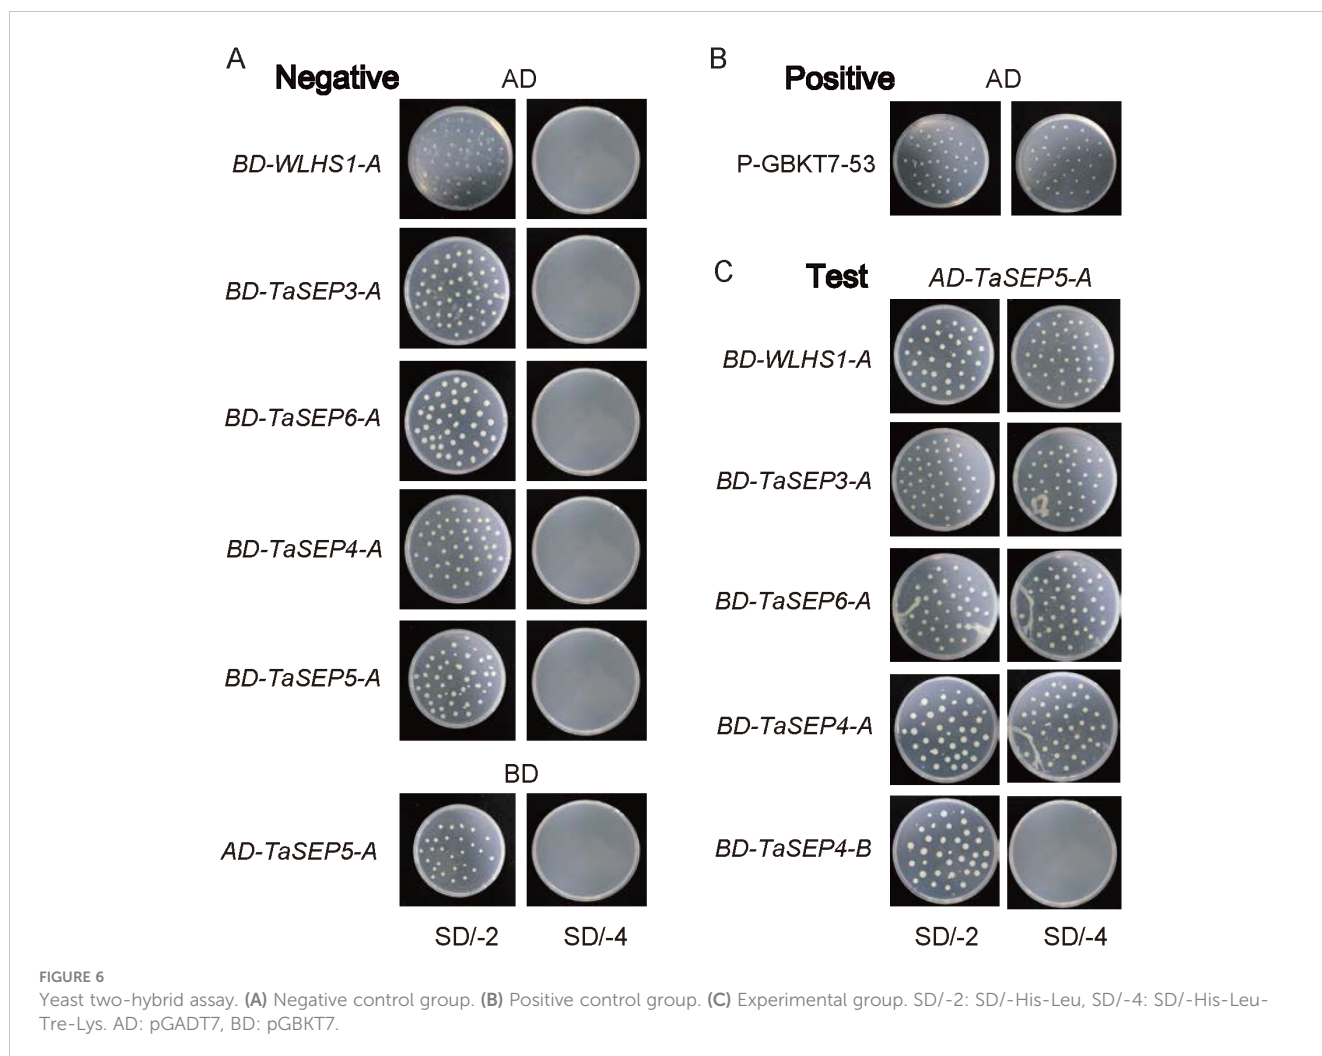 A
Negative
AD
BD-WLHS1-A
BD-TaSEP3-A
BD-TaSEP6-A
BD-TaSEP4-A
BD-TaSEP5-A
BD
AD-TaSEP5-A
SD/-2
SD/-4
B
Positive
AD
P-GBKT7-53
C
Test
AD-TaSEP5-A
BD-WLHS1-A
BD-TaSEP3-A
BD-TaSEP6-A
BD-TaSEP4-A
BD-TaSEP4-B
SD/-2
SD/-4
FIGURE 6
Yeast two-hybrid assay. (A) Negative control group. (B) Positive control group. (C) Experimental group. SD/-2: SD/-His-Leu, SD/-4: SD/-His-Leu-
Tre-Lys. AD: pGADT7, BD: pGBKT7.